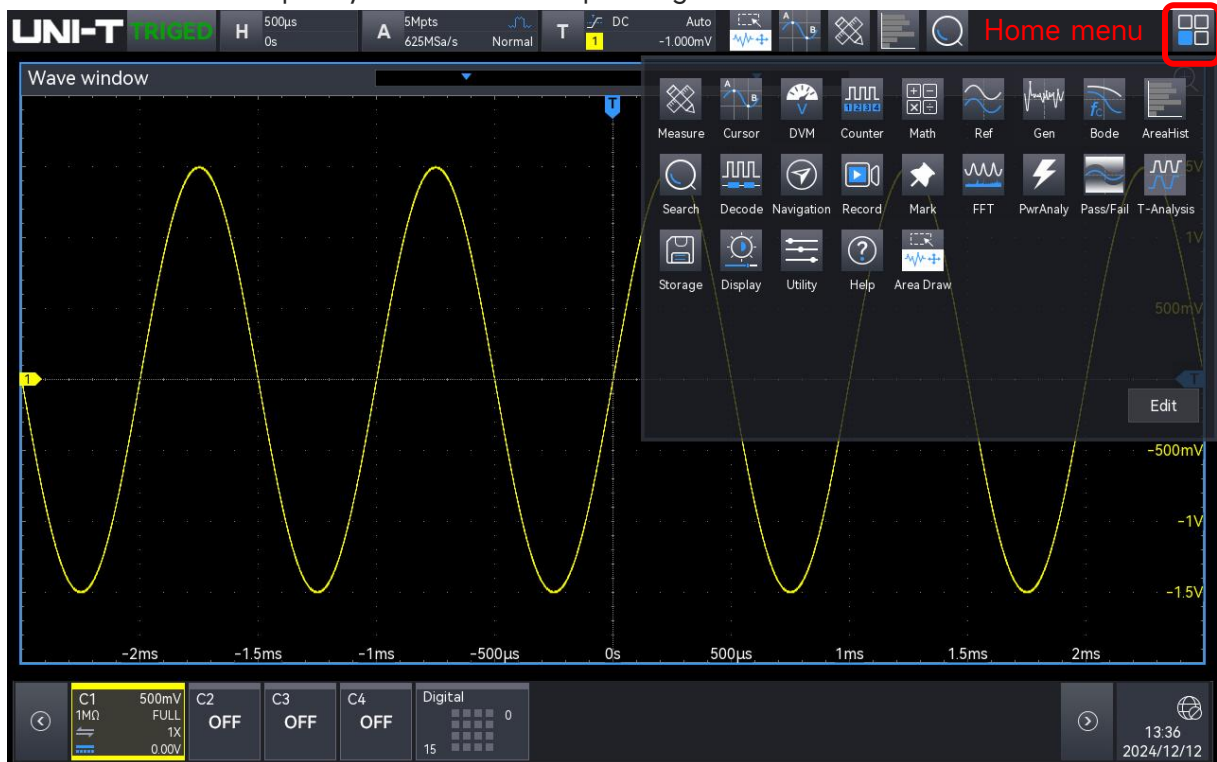 UNI-T TRIGED H 500μs 0s A 5Mpts 625MSa/s Normal T 1 DC Auto -1.000mV A B Home menu
Wave window
T
Measure Cursor DVM Counter Math Ref Gen Bode AreaHist
Search Decode Navigation Record Mark FFT PwrAnaly Pass/Fail T-Analysis
1V
Storage Display Utility Help Area Draw
500mV
1
T
Edit
-500mV
-1V
-1.5V
-2ms -1.5ms -1ms -500μs 0s 500μs 1ms 1.5ms 2ms
C1 500mV C2 C3 C4 Digital
1MΩ FULL OFF OFF OFF 0
1X
0.00V 15
13:36
2024/12/12